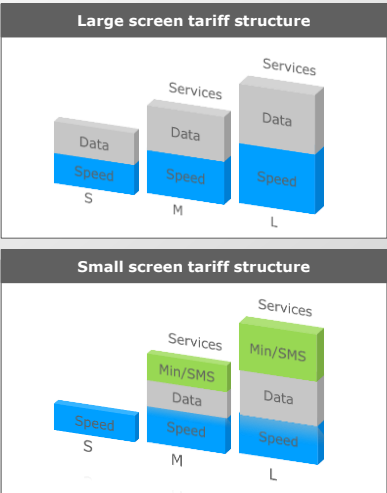 Large screen tariff structure
Services
Services
Data
Data
Data
Speed
Speed
Speed
S
M
L
Small screen tariff structure
Services
Services
Min/SMS
Min/SMS
Data
Data
Speed
Speed
Speed
S
M
L